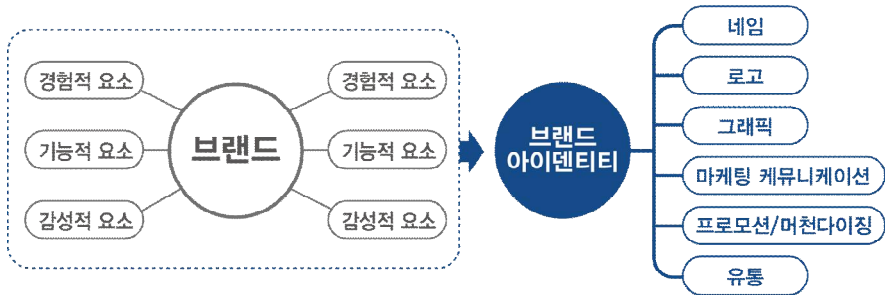 경험적 요소
기능적 요소
감성적 요소
브랜드
경험적 요소
기능적 요소
감성적 요소
브랜드
아이덴티티
네임
로고
그래픽
마케팅 케뮤니케이션
프로모션/머천다이징
유통